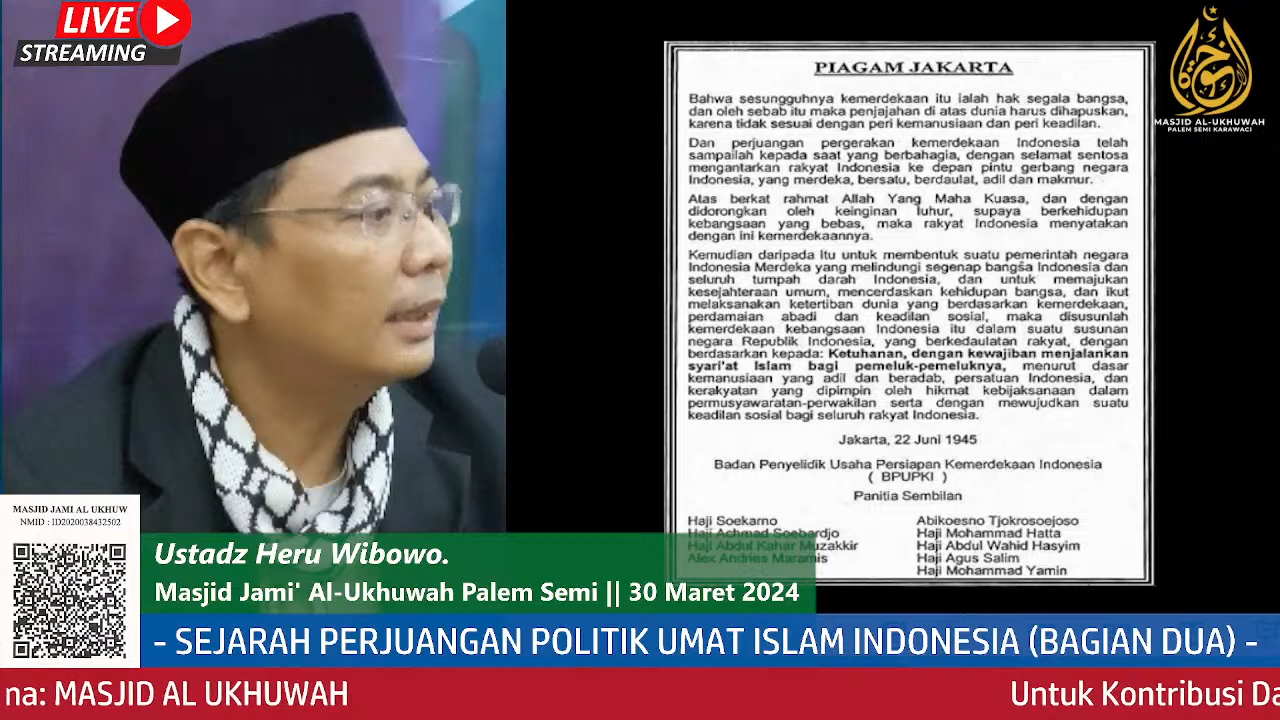 LIVE
STREAMING
PIAGAM JAKARTA
Bahwa sesungguhnya kemerdekaan itu ialah hak segala bangsa,
dan oleh sebab itu maka penjajahan di atas dunia harus dihapuskan,
karena tidak sesuai dengan peri kemanusiaan dan peri keadilan.
Dan perjuangan pergerakan kemerdekaan Indonesia telah
sampailah kepada saat yang berbahagia, dengan selamat sentosa
mengantarkan rakyat Indonesia ke depan pintu gerbang negara
Indonesia, yang merdeka, bersatu, berdaulat, adil dan makmur.
Atas berkat rahmat Allah Yang Maha Kuasa, dan dengan
didorongkan oleh keinginan luhur, supaya berkehidupan
kebangsaan yang bebas, maka rakyat Indonesia menyatakan
dengan ini kemerdekaannya.
Kemudian daripada itu untuk membentuk suatu pemerintah negara
Indonesia Merdeka yang melindungi segenap bangsa Indonesia dan
seluruh tumpah darah Indonesia, dan untuk memajukan
kesejahteraan umum, mencerdaskan kehidupan bangsa, dan ikut
melaksanakan ketertiban dunia yang berdasarkan kemerdekaan,
perdamaian abadi dan keadilan sosial, maka disusunlah
kemerdekaan kebangsaan Indonesia itu dalam suatu susunan
negara Republik Indonesia, yang berkedaulatan rakyat, dengan
berdasarkan kepada: Ketuhanan, dengan kewajiban menjalankan
syari'at Islam bagi pemeluk-pemeluknya, menurut dasar
kemanusiaan yang adil dan beradab, persatuan Indonesia, dan
kerakyatan yang dipimpin oleh hikmat kebijaksanaan dalam
permusyawaratan-perwakilan serta dengan mewujudkan suatu
keadilan sosial bagi seluruh rakyat Indonesia.
Jakarta, 22 Juni 1945
Badan Penyelidik Usaha Persiapan Kemerdekaan Indonesia
( BPUPKI )
Panitia Sembilan
Haji Soekarno
Haji Achmad Soebardjo
Haji Abdul Kahar Muzakkir
Alex Andries Maramis
Abikoesno Tjokrosoejoso
Haji Mohammad Hatta
Haji Abdul Wahid Hasyim
Haji Agus Salim
Haji Mohammad Yamin
MASJID AL-UKHUWAH
PALEM SEMI KARAWACI
MASJID JAMI AL UKHUW
NMID : ID2020038432502
Ustadz Heru Wibowo.
Masjid Jami' Al-Ukhuwah Palem Semi || 30 Maret 2024
- SEJARAH PERJUANGAN POLITIK UMAT ISLAM INDONESIA (BAGIAN DUA) -
na: MASJID AL UKHUWAH
Untuk Kontribusi Da